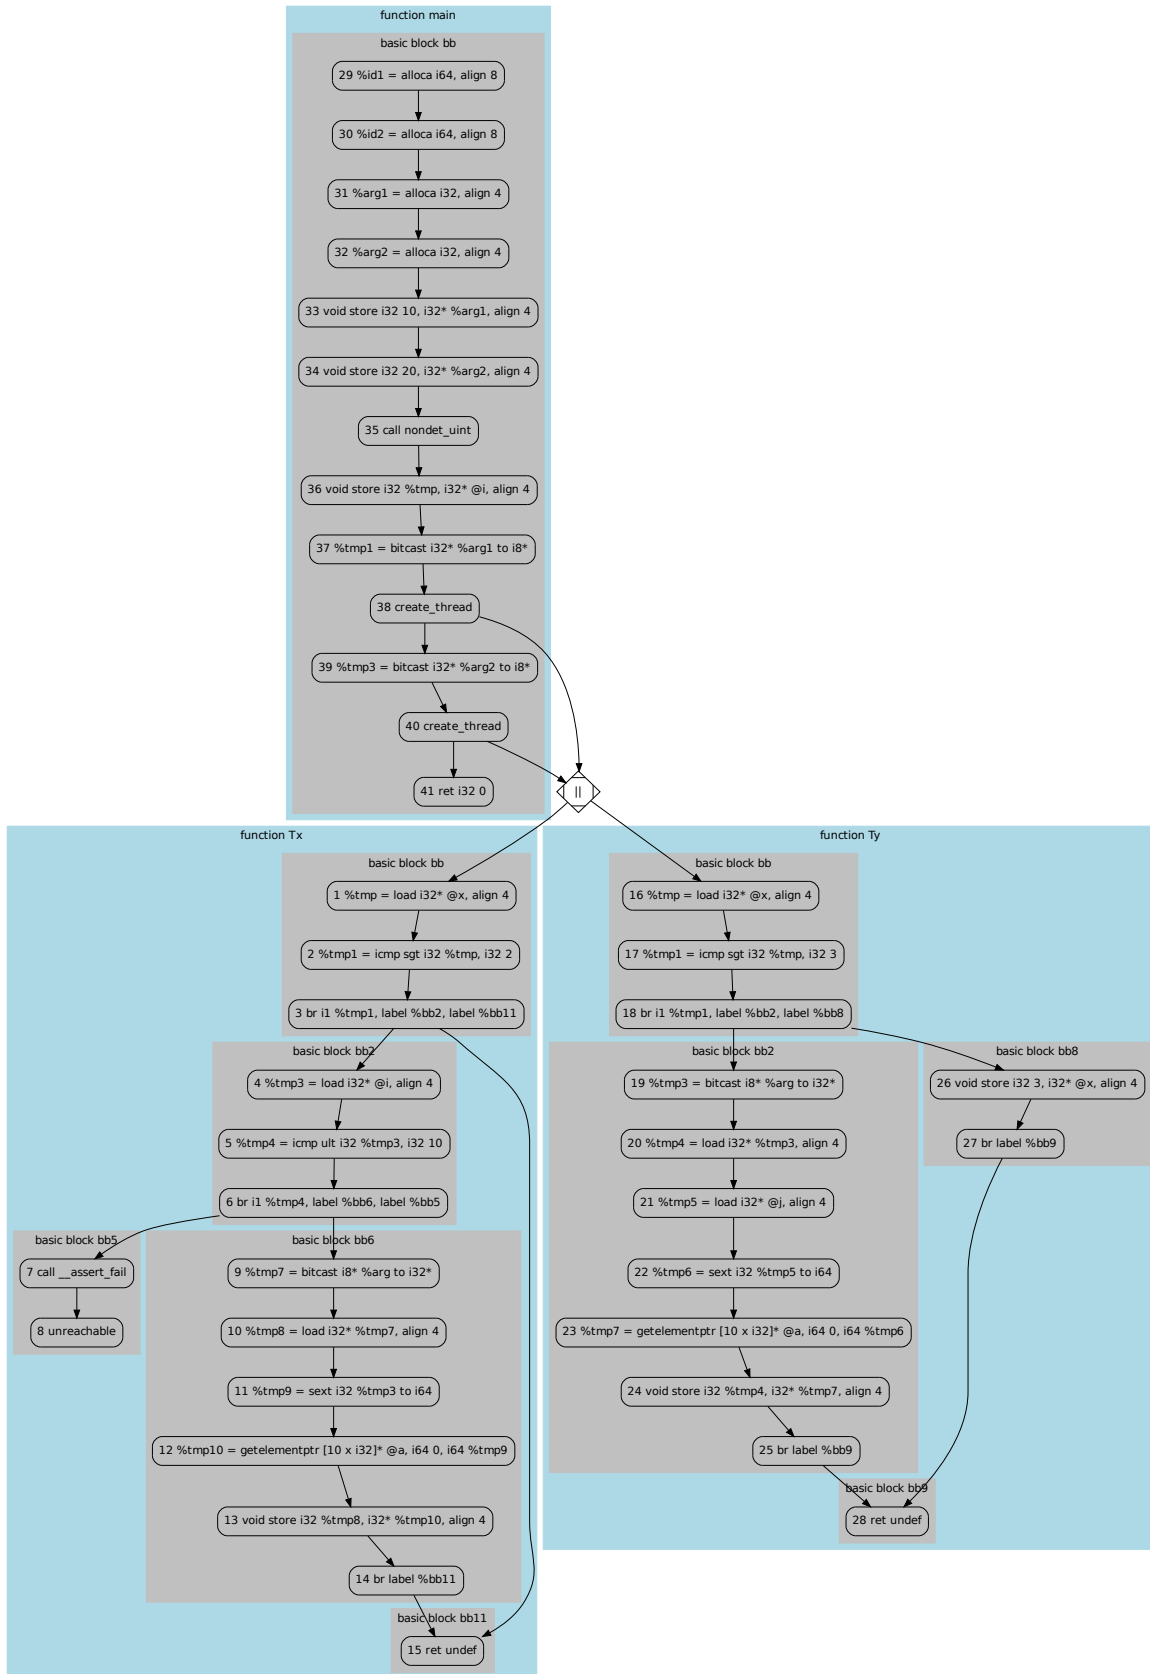 function main
basic block bb
29 %id1 = alloca i64, align 8
30 %id2 = alloca i64, align 8
31 %arg1 = alloca i32, align 4
32 %arg2 = alloca i32, align 4
33 void store i32 10, i32* %arg1, align 4
34 void store i32 20, i32* %arg2, align 4
35 call nondet_uint
36 void store i32 %tmp, i32* @i, align 4
37 %tmp1 = bitcast i32* %arg1 to i8*
38 create_thread
39 %tmp3 = bitcast i32* %arg2 to i8*
40 create_thread
41 ret i32 0
||
function Tx
basic block bb
1 %tmp = load i32* @x, align 4
2 %tmp1 = icmp sgt i32 %tmp, i32 2
3 br i1 %tmp1, label %bb2, label %bb11
basic block bb2
4 %tmp3 = load i32* @i, align 4
5 %tmp4 = icmp ult i32 %tmp3, i32 10
6 br i1 %tmp4, label %bb6, label %bb5
basic block bb5
7 call __assert_fail
8 unreachable
basic block bb6
9 %tmp7 = bitcast i8* %arg to i32*
10 %tmp8 = load i32* %tmp7, align 4
11 %tmp9 = sext i32 %tmp3 to i64
12 %tmp10 = getelementptr [10 x i32]* @a, i64 0, i64 %tmp9
13 void store i32 %tmp8, i32* %tmp10, align 4
14 br label %bb11
basic block bb11
15 ret undef
function Ty
basic block bb
16 %tmp = load i32* @x, align 4
17 %tmp1 = icmp sgt i32 %tmp, i32 3
18 br i1 %tmp1, label %bb2, label %bb8
basic block bb2
19 %tmp3 = bitcast i8* %arg to i32*
20 %tmp4 = load i32* %tmp3, align 4
21 %tmp5 = load i32* @j, align 4
22 %tmp6 = sext i32 %tmp5 to i64
23 %tmp7 = getelementptr [10 x i32]* @a, i64 0, i64 %tmp6
24 void store i32 %tmp4, i32* %tmp7, align 4
25 br label %bb9
basic block bb8
26 void store i32 3, i32* @x, align 4
27 br label %bb9
basic block bb9
28 ret undef